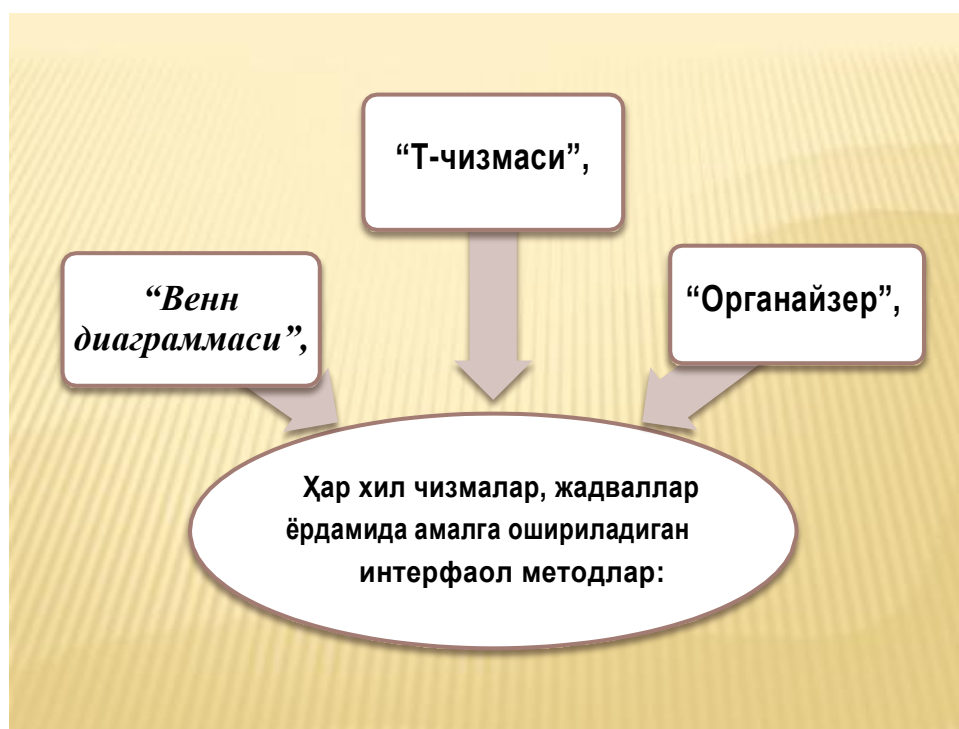 “Т-чизмаси”,
“Венн
диаграммаси”,
“Органайзер”,
Ҳар хил чизмалар, жадваллар
ёрдамида амалга ошириладиган
интерфаол методлар: